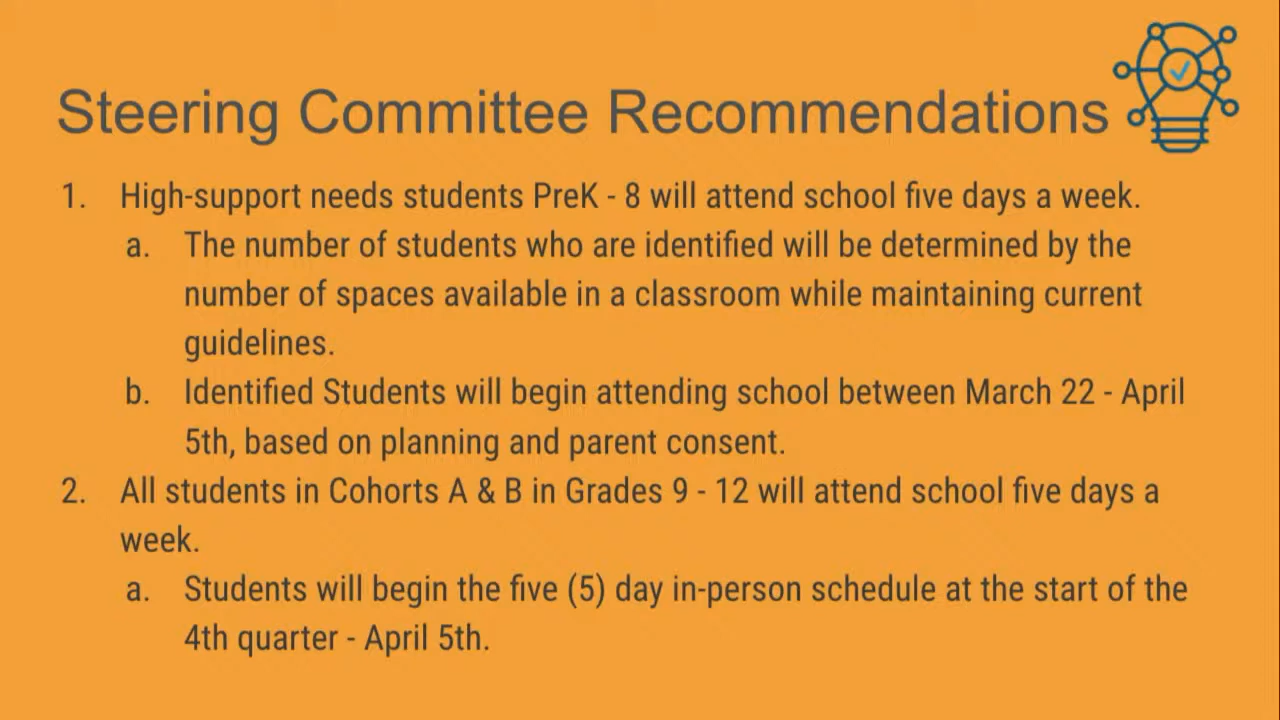 Steering Committee Recommendations
1. High-support needs students PreK - 8 will attend school five days a week.
a. The number of students who are identified will be determined by the
number of spaces available in a classroom while maintaining current
guidelines.
b. Identified Students will begin attending school between March 22 - April
5th, based on planning and parent consent.
2. All students in Cohorts A & B in Grades 9 - 12 will attend school five days a
week.
a. Students will begin the five (5) day in-person schedule at the start of the
4th quarter - April 5th.